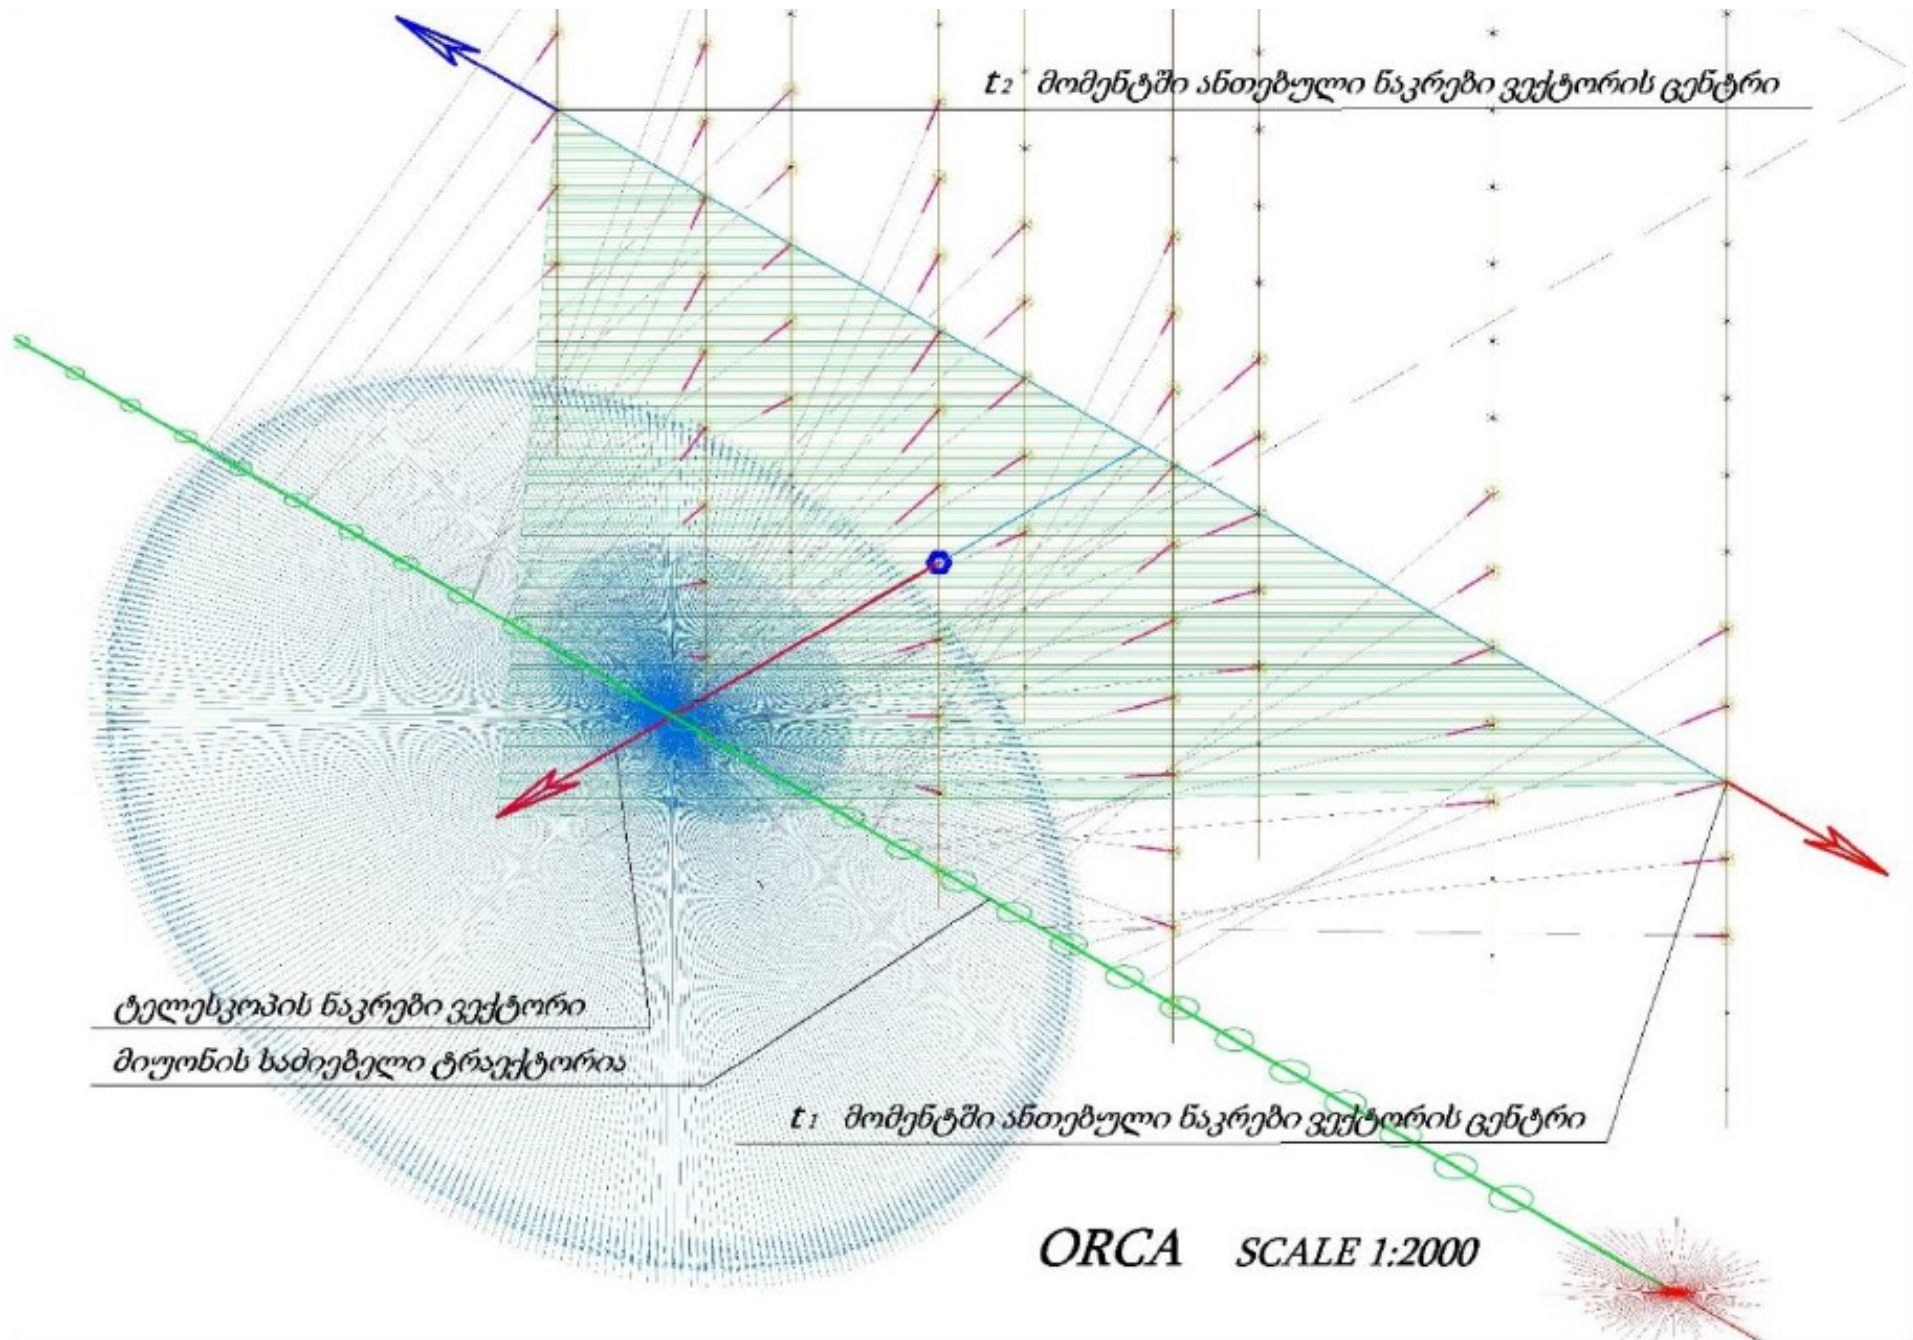 t₂ მომენტში ანთებული ნაკრები ვექტორის ცენტრი
ტელესკოპის ნაკრები ვექტორი
მიუონის საძიებელი ტრაექტორია
t₁ მომენტში ანთებული ნაკრები ვექტორის ცენტრი
ORCA SCALE 1:2000